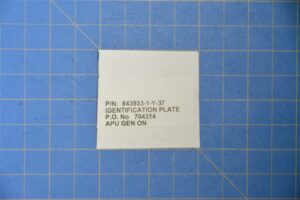 P/N: 843933-1-Y-37
IDENTIFICATION PLATE
P.O. No 704314
APU GEN ON